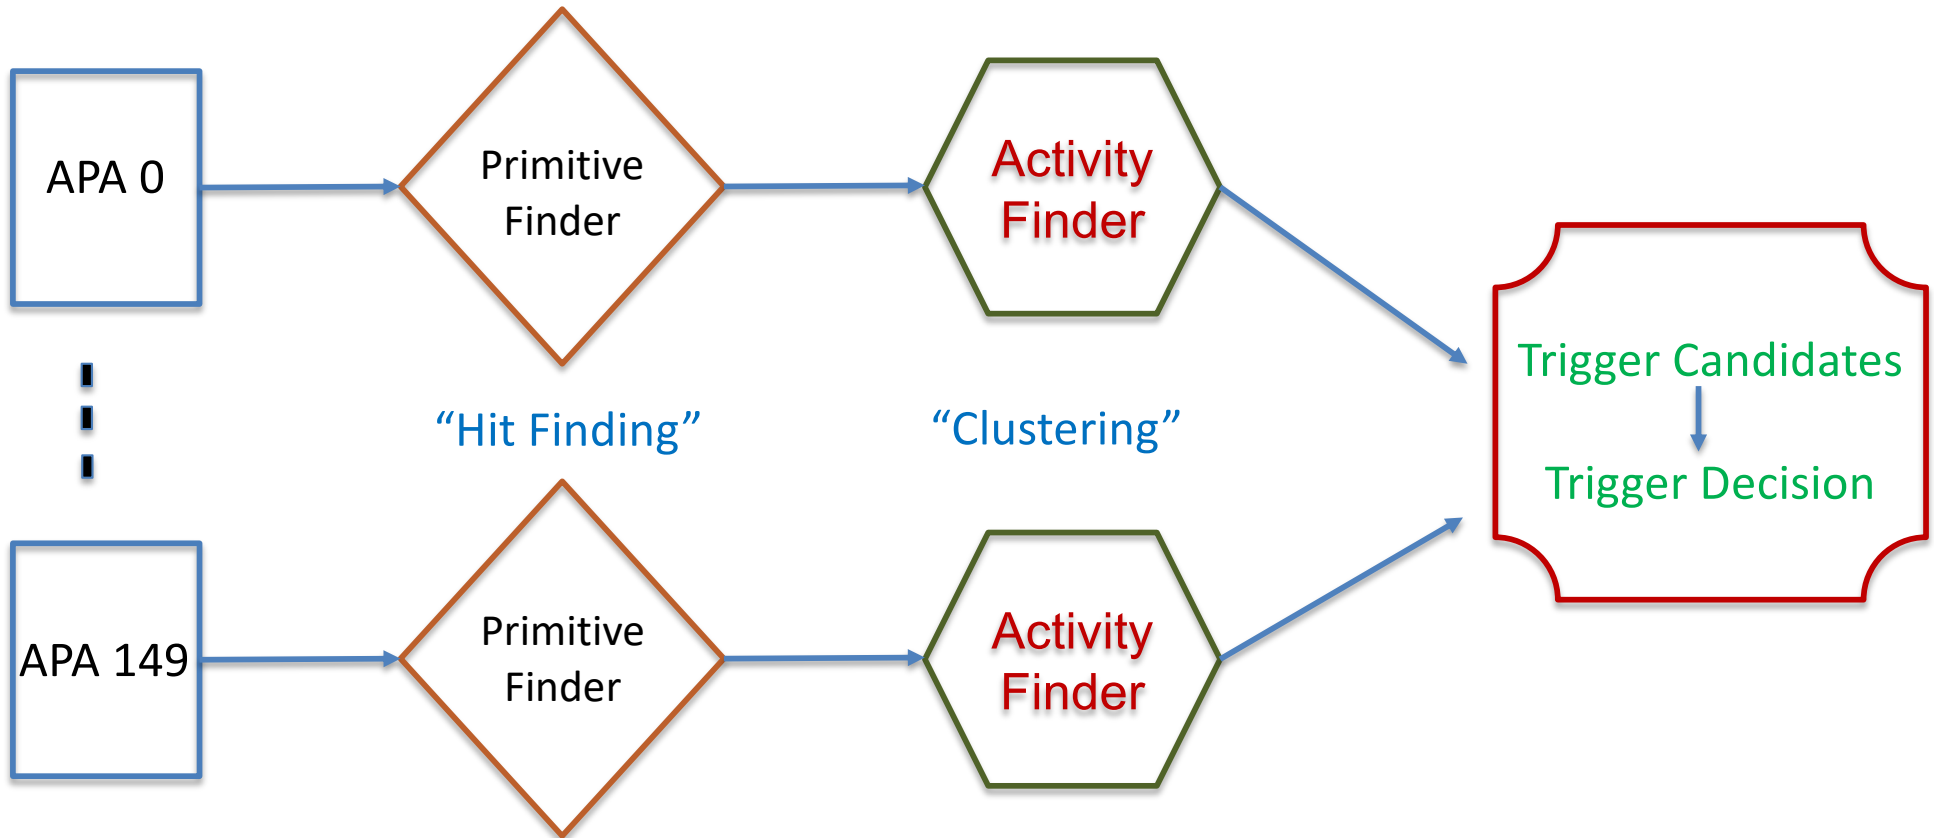 APA 0
Primitive
Finder
Activity
Finder
Trigger Candidates
Trigger Decision
“Hit Finding”
“Clustering”
APA 149
Primitive
Finder
Activity
Finder